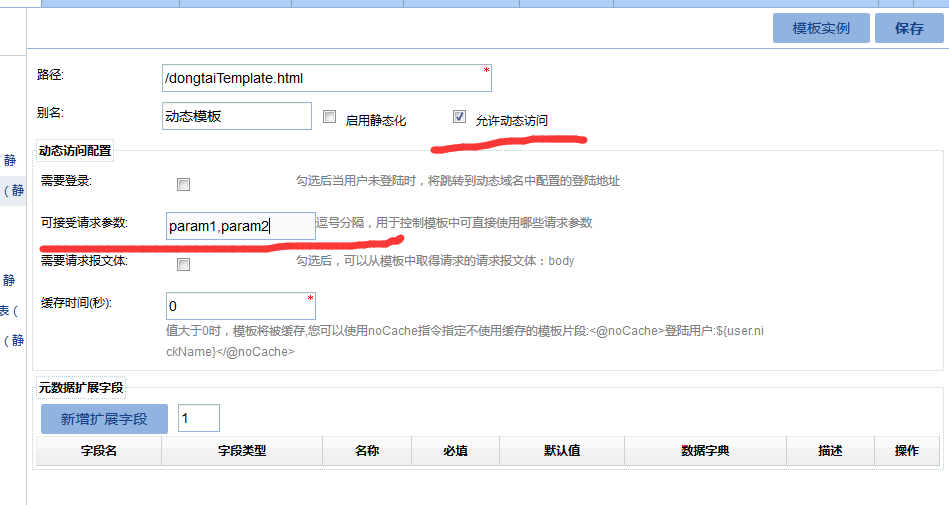 模板实例 保存
路径: /dongtaiTemplate.html *
别名: 动态模板 启用静态化 允许动态访问
动态访问配置
静
需要登录: 勾选后当用户未登陆时，将跳转到动态域名中配置的登陆地址
（静
可接受请求参数: param1,param2 逗号分隔，用于控制模板中可直接使用哪些请求参数
需要请求报文体: 勾选后，可以从模板中取得请求的请求报文体：body
静
缓存时间(秒): 0 *
表（
值大于0时，模板将被缓存,您可以使用noCache指令指定不使用缓存的模板片段:<@noCache>登陆用户:${user.ni
（静
ckName}</@noCache>
元数据扩展字段
新增扩展字段 1
字段名 字段类型 名称 必填 默认值 数据字典 描述 操作